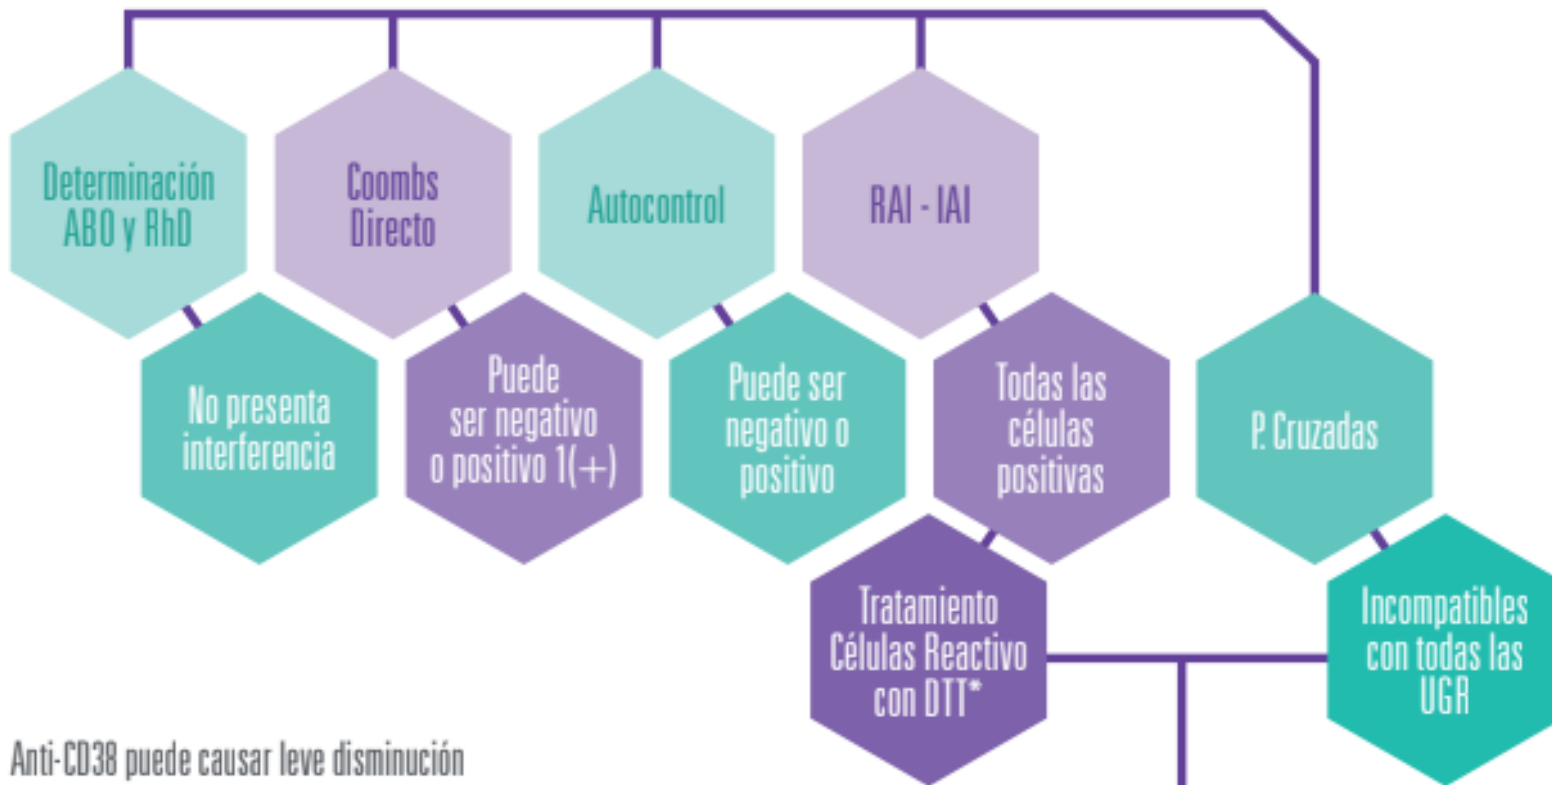 Determinación
ABO y RhD
Coombs
Directo
Autocontrol
RAI - IAI
No presenta
interferencia
Puede
ser negativo
o positivo 1(+)
Puede ser
negativo o
positivo
Todas las
células
positivas
P. Cruzadas
Tratamiento
Células Reactivo
con DTT*
Incompatibles
con todas las
UGR
Anti-CD38 puede causar leve disminución